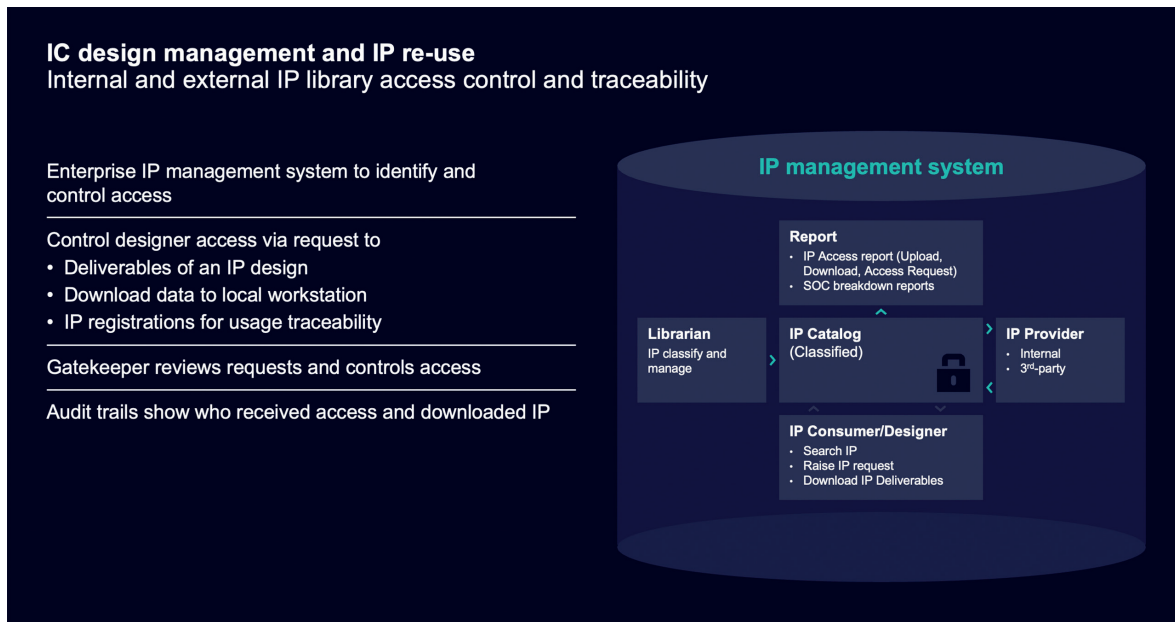 IC design management and IP re-use
Internal and external IP library access control and traceability
Enterprise IP management system to identify and
control access
Control designer access via request to
• Deliverables of an IP design
• Download data to local workstation
• IP registrations for usage traceability
Gatekeeper reviews requests and controls access
Audit trails show who received access and downloaded IP
IP management system
Report
• IP Access report (Upload,
Download, Access Request)
• SOC breakdown reports
Librarian
IP classify and
manage
IP Catalog
(Classified)
IP Provider
• Internal
• 3rd-party
IP Consumer/Designer
• Search IP
• Raise IP request
• Download IP Deliverables